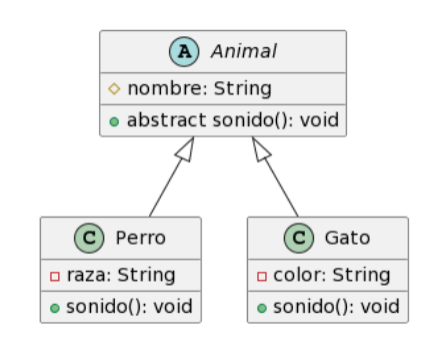 A Animal
nombre: String
abstract sonido(): void
C Perro
raza: String
sonido(): void
C Gato
color: String
sonido(): void